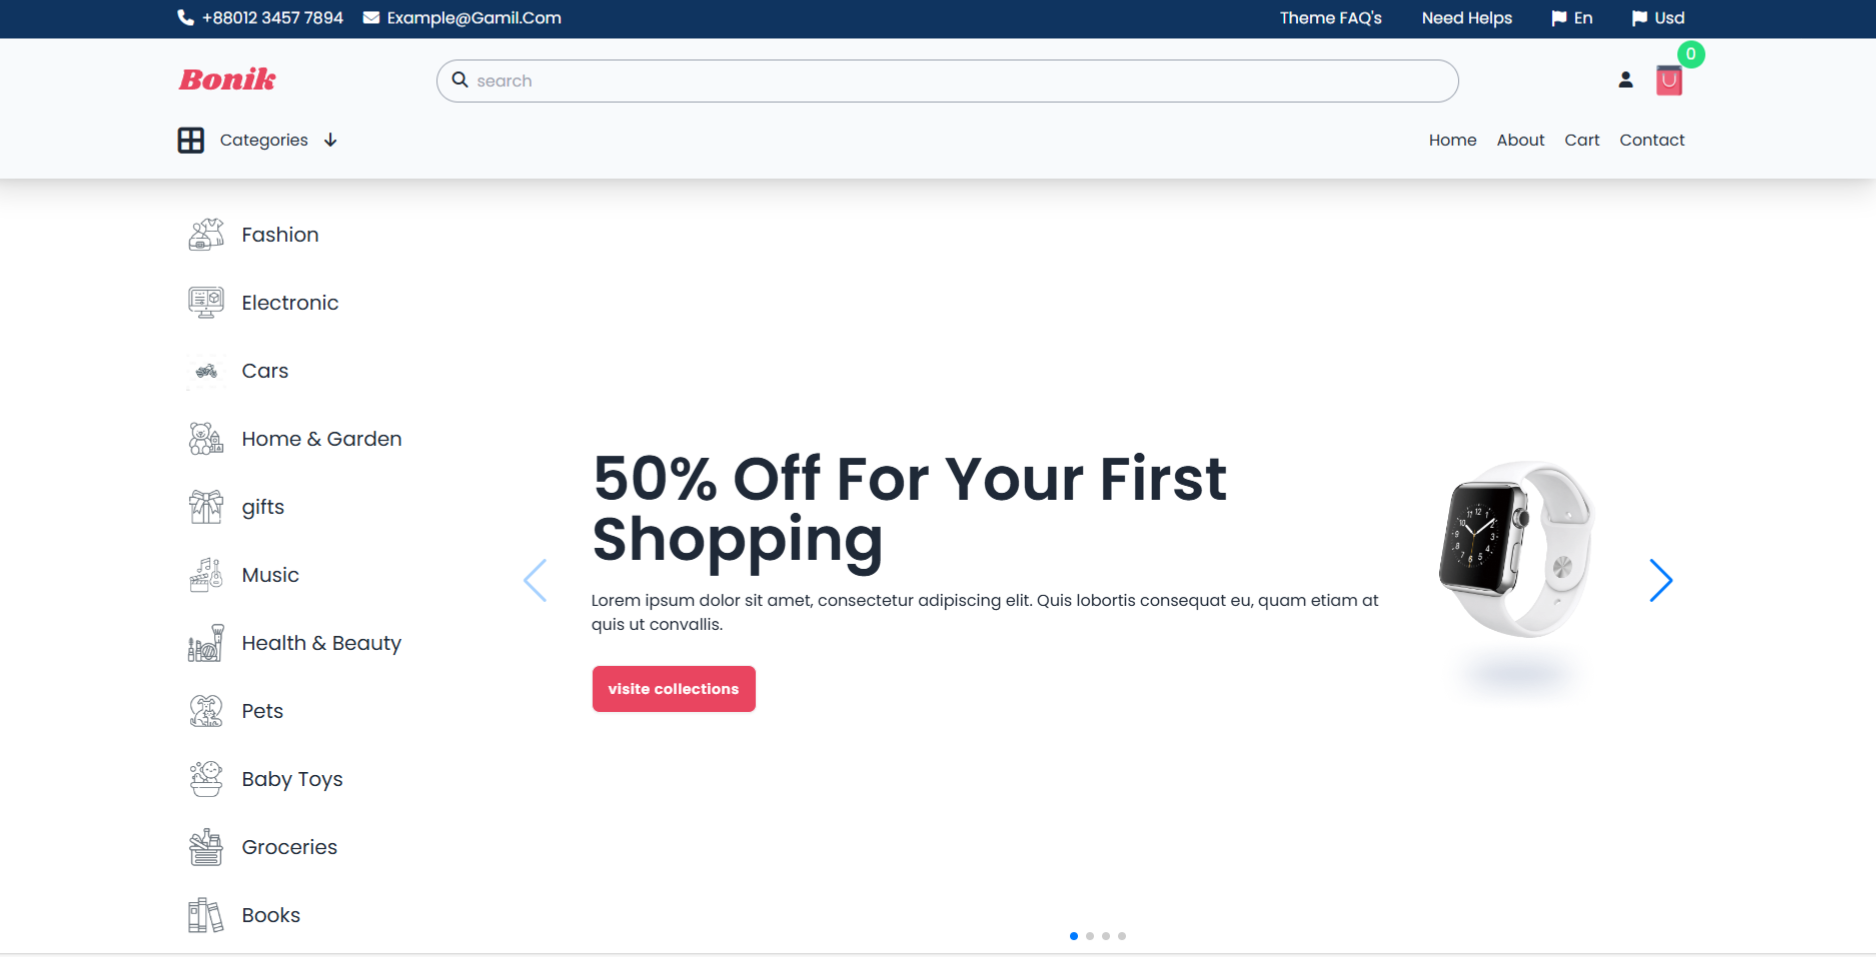 +88012 3457 7894 Example@Gamil.Com Theme FAQ's Need Helps En Usd
0
Bonik search
Categories Home About Cart Contact
Fashion
Electronic
Cars
Home & Garden
gifts
Music
Health & Beauty
Pets
Baby Toys
Groceries
Books
50% Off For Your First
Shopping
Lorem ipsum dolor sit amet, consectetur adipiscing elit. Quis lobortis consequat eu, quam etiam at
quis ut convallis.
visite collections